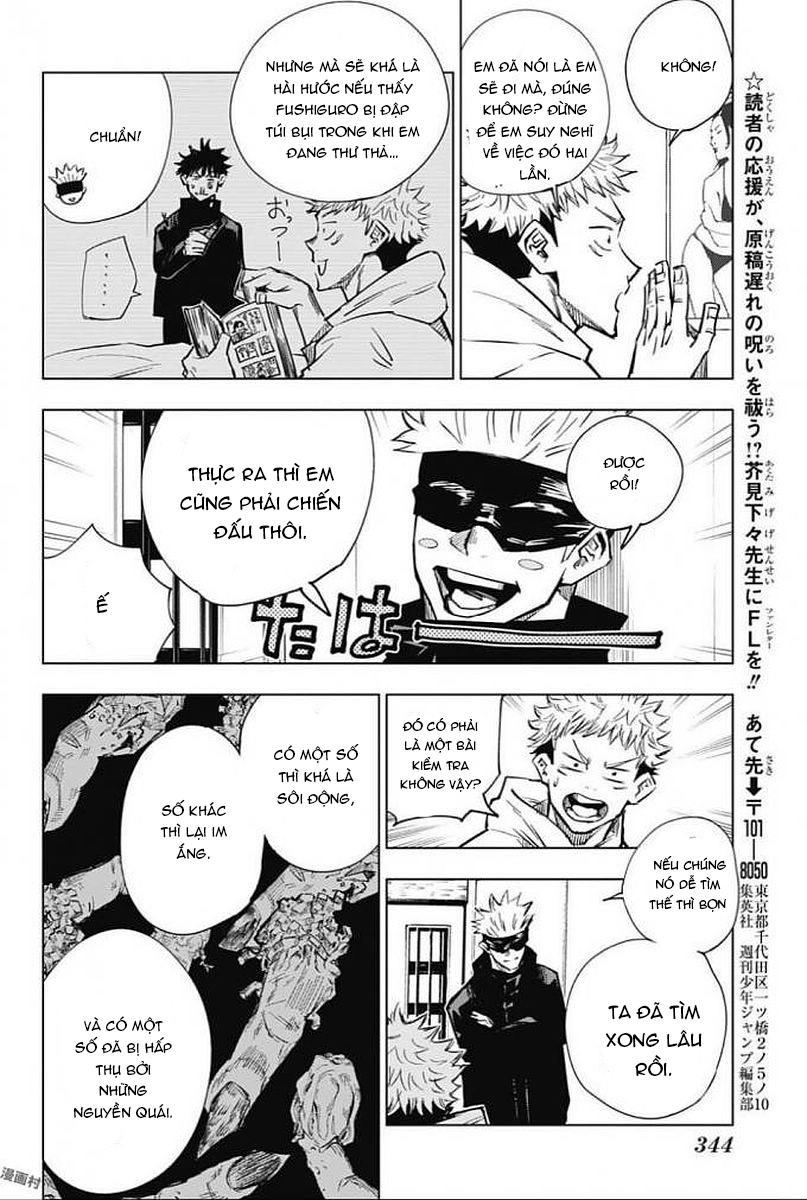 KHÔNG!
EM ĐÃ NÓI LÀ EM
SẼ ĐI MÀ, ĐÚNG
KHÔNG? ĐỪNG
ĐỂ EM SUY NGHĨ
VỀ VIỆC ĐÓ HAI
LẦN.
NHƯNG MÀ SẼ KHÁ LÀ
HÀI HƯỚC NẾU THẤY
FUSHIGURO BỊ ĐẬP
TÚI BỤI TRONG KHI EM
ĐANG THƯ THẢ...
おっつー
CHUẨN!
......
ĐƯỢC
RỒI!
THỰC RA THÌ EM
CŨNG PHẢI CHIẾN
ĐẤU THÔI.
たはー
Ế
ĐÓ CÓ PHẢI
LÀ MỘT BÀI
KIỂM TRA
KHÔNG VẬY?
NẾU CHÚNG
NÓ DỄ TÌM
THẾ THÌ BỌN
TA ĐÃ TÌM
XONG LÂU
RỒI.
CÓ MỘT SỐ
THÌ KHÁ LÀ
SÔI ĐỘNG,
SỐ KHÁC
THÌ LẠI IM
ẮNG.
VÀ CÓ MỘT
SỐ ĐÃ BỊ HẤP
THỤ BỞI
NHỮNG
NGUYỀN QUÁI.
☆読者の応援が、原稿遅れの呪いを祓う!?芥見下々先生にFLを!! あて先➡〒101-8050
東京都千代田区一ツ橋2ノ5ノ10
集英社 週刊少年ジャンプ編集部
344
漫画村